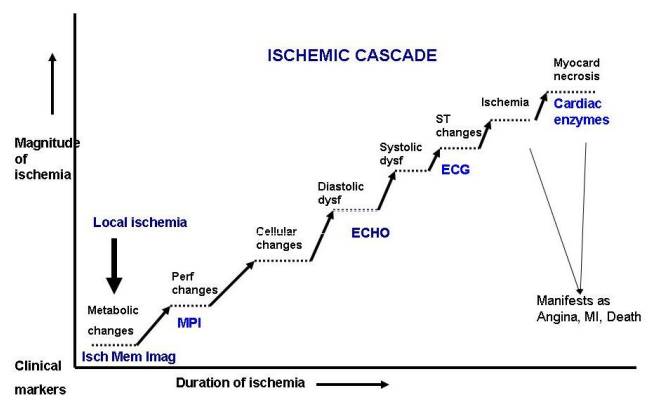 ISCHEMIC CASCADE
Myocard
necrosis
Cardiac
enzymes
Ischemia
ST
changes
ECG
Systolic
dysf
Diastolic
dysf
ECHO
Cellular
changes
Perf
changes
MPI
Magnitude
of
ischemia
Local ischemia
Metabolic
changes
Isch Mem Imag
Manifests as
Angina, MI, Death
Clinical
markers
Duration of ischemia